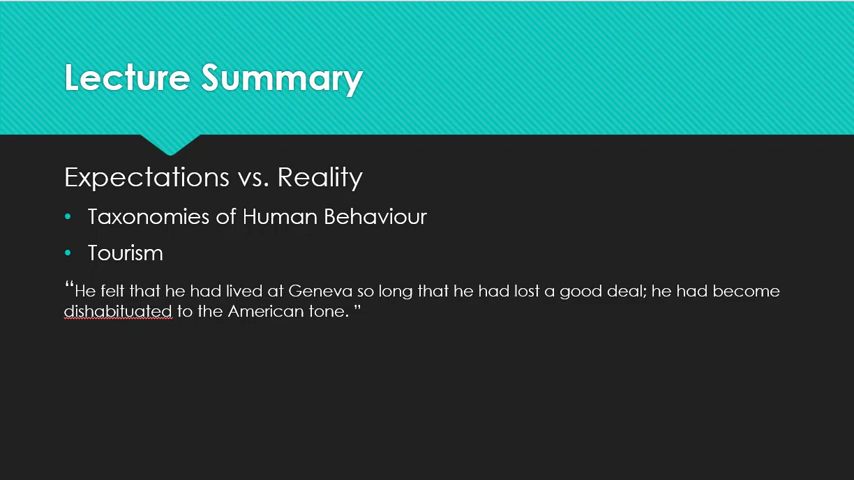 Lecture Summary
Expectations vs. Reality
• Taxonomies of Human Behaviour
• Tourism
“He felt that he had lived at Geneva so long that he had lost a good deal; he had become
dishabituated to the American tone. ”